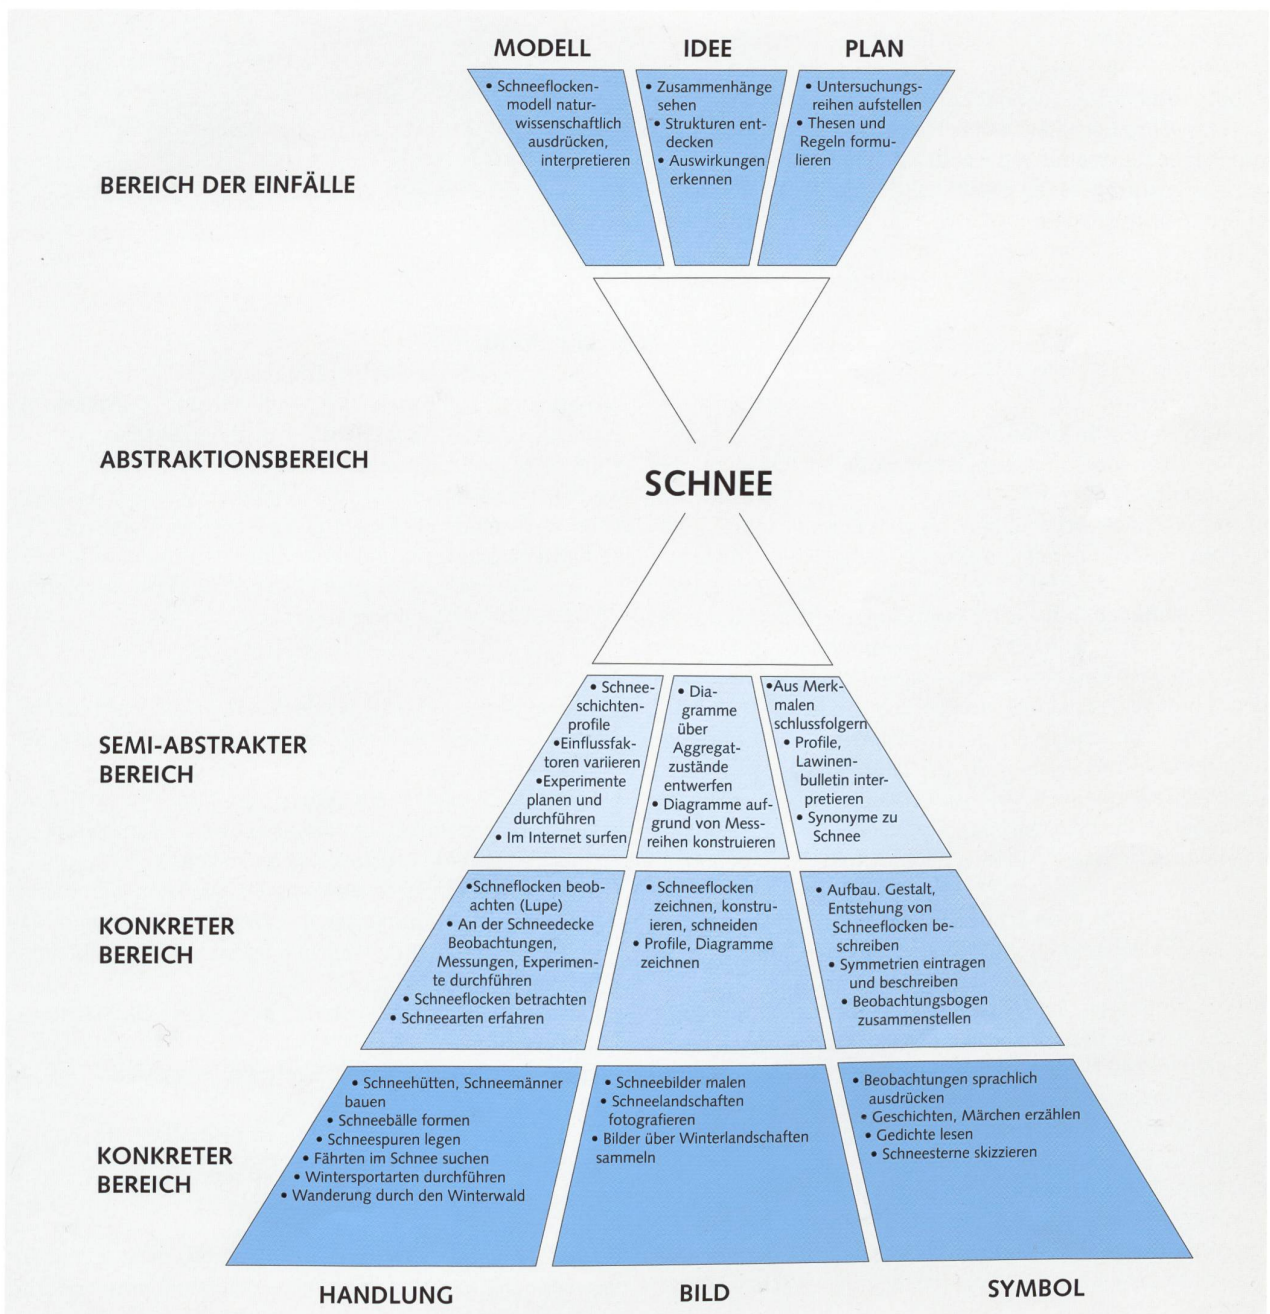 MODELL
IDEE
PLAN
• Schneeflocken-
modell natur-
wissenschaftlich
ausdrücken,
interpretieren
• Zusammenhänge
sehen
• Strukturen ent-
decken
• Auswirkungen
erkennen
• Untersuchungs-
reihen aufstellen
• Thesen und
Regeln formu-
lieren
BEREICH DER EINFÄLLE
ABSTRAKTIONSBEREICH
SCHNEE
SEMI-ABSTRAKTER
BEREICH
• Schnee-
schichten-
profile
•Einflussfak-
toren variieren
•Experimente
planen und
durchführen
• Im Internet surfen
• Dia-
gramme
über
Aggregat-
zustände
entwerfen
• Diagramme auf-
grund von Mess-
reihen konstruieren
•Aus Merk-
malen
schlussfolgern
• Profile,
Lawinen-
bulletin inter-
pretieren
• Synonyme zu
Schnee
KONKRETER
BEREICH
•Schneflocken beob-
achten (Lupe)
• An der Schneedecke
Beobachtungen,
Messungen, Experimen-
te durchführen
• Schneeflocken betrachten
• Schneearten erfahren
• Schneeflocken
zeichnen, konstru-
ieren, schneiden
• Profile, Diagramme
zeichnen
• Aufbau. Gestalt,
Entstehung von
Schneeflocken be-
schreiben
• Symmetrien eintragen
und beschreiben
• Beobachtungsbogen
zusammenstellen
KONKRETER
BEREICH
• Schneehütten, Schneemänner
bauen
• Schneebälle formen
• Schneespuren legen
• Fährten im Schnee suchen
• Wintersportarten durchführen
• Wanderung durch den Winterwald
• Schneebilder malen
• Schneelandschaften
fotografieren
• Bilder über Winterlandschaften
sammeln
• Beobachtungen sprachlich
ausdrücken
• Geschichten, Märchen erzählen
• Gedichte lesen
• Schneesterne skizzieren
HANDLUNG
BILD
SYMBOL